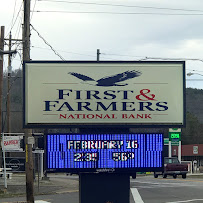 FIRST &
FARMERS
NATIONAL BANK
FEBRUARY 16
2:35 56°